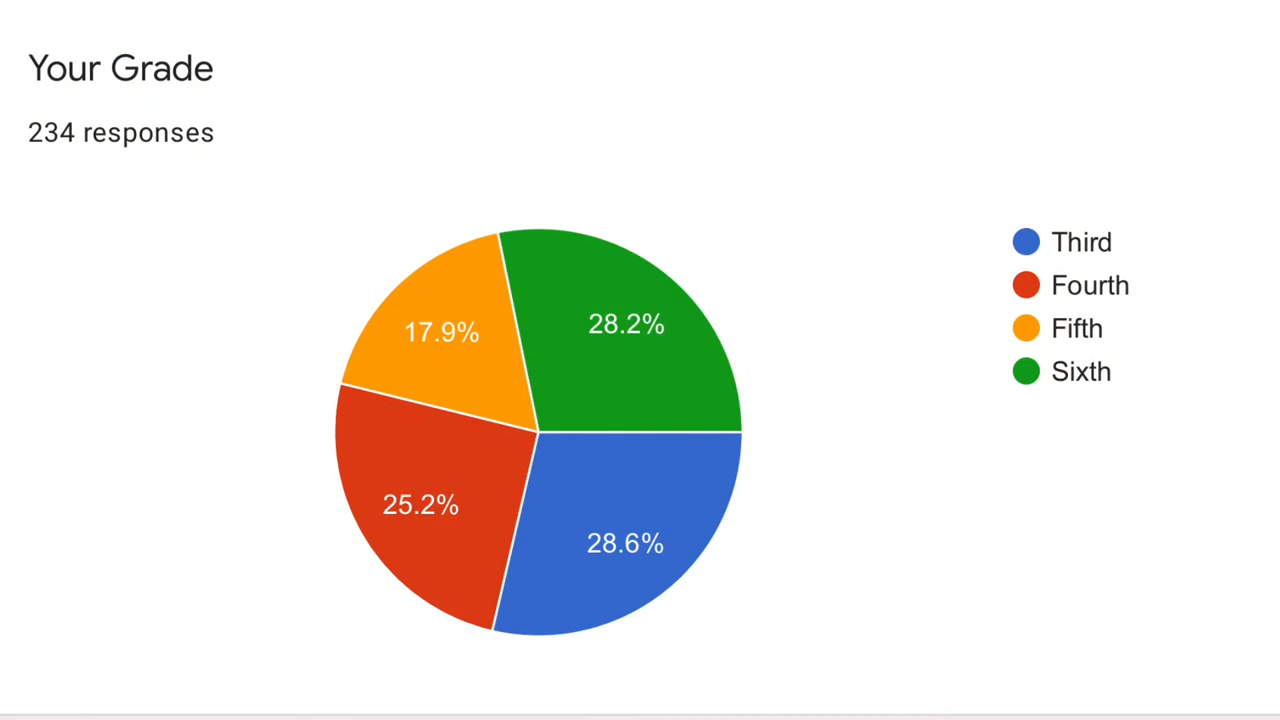 Your Grade
234 responses
Third
Fourth
Fifth
Sixth
17.9%
28.2%
25.2%
28.6%